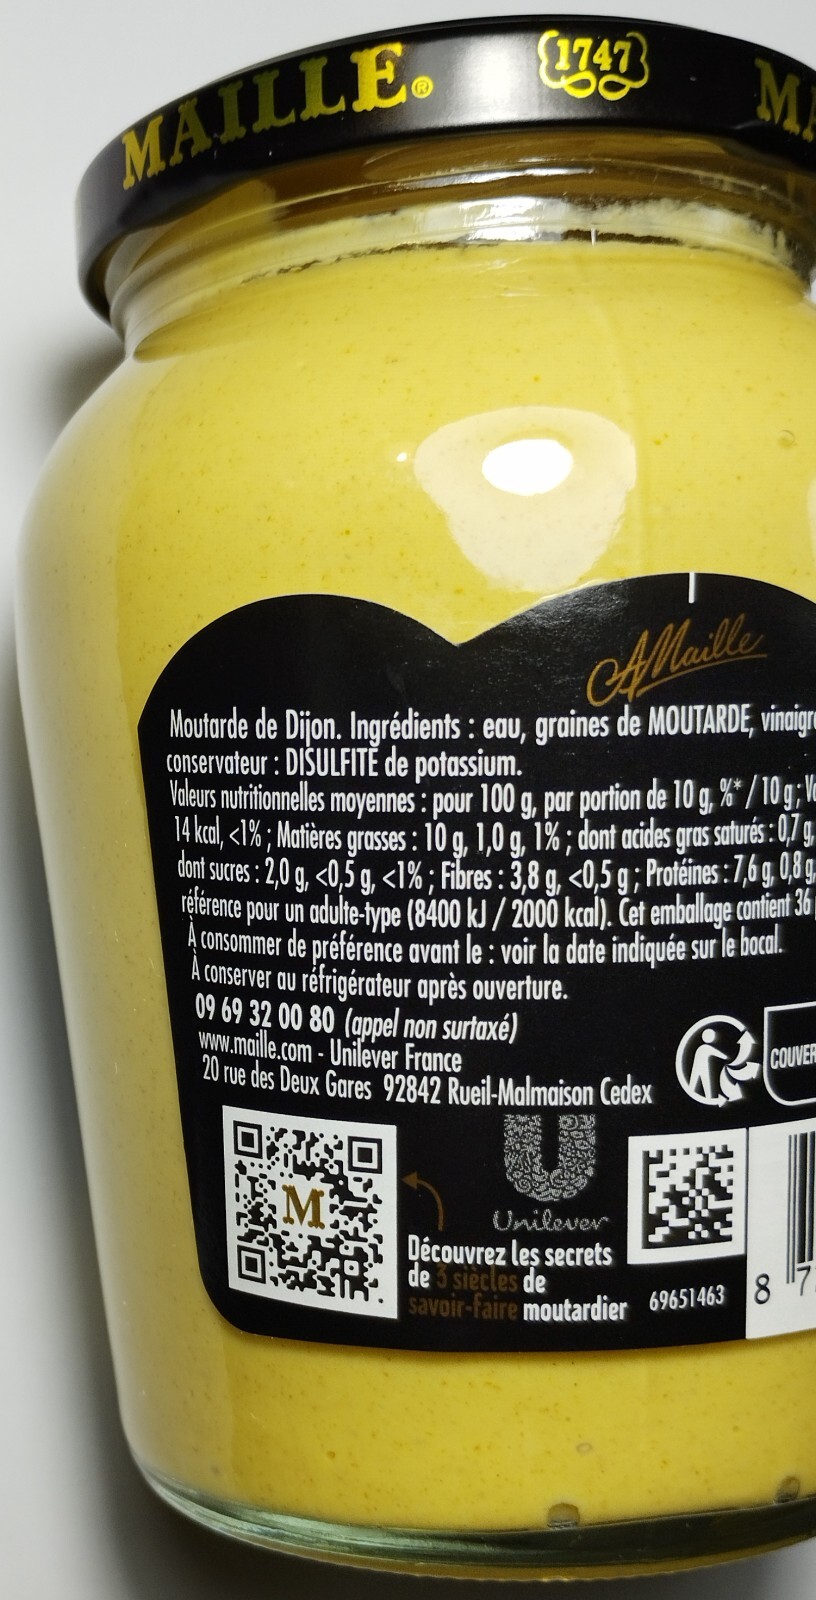 MAILLE®
1747
MA
AMaille
Moutarde de Dijon. Ingrédients : eau, graines de MOUTARDE, vinaigre
conservateur : DISULFITE de potassium.
Valeurs nutritionnelles moyennes : pour 100 g, par portion de 10 g, %* / 10 g ; Va
14 kcal, <1% ; Matières grasses : 10 g, 1,0 g, 1% ; dont acides gras saturés : 0,7 g,
dont sucres : 2,0 g, <0,5 g, <1% ; Fibres : 3,8 g, <0,5 g ; Protéines : 7,6 g, 0,8 g,
référence pour un adulte-type (8400 kJ / 2000 kcal). Cet emballage contient 36
À consommer de préférence avant le : voir la date indiquée sur le bocal.
À conserver au réfrigérateur après ouverture.
09 69 32 00 80 (appel non surtaxé)
www.maille.com - Unilever France
20 rue des Deux Gares 92842 Rueil-Malmaison Cedex
COUVER
M
Unilever
Découvrez les secrets
de 3 siècles de
savoir-faire moutardier
69651463
8 7